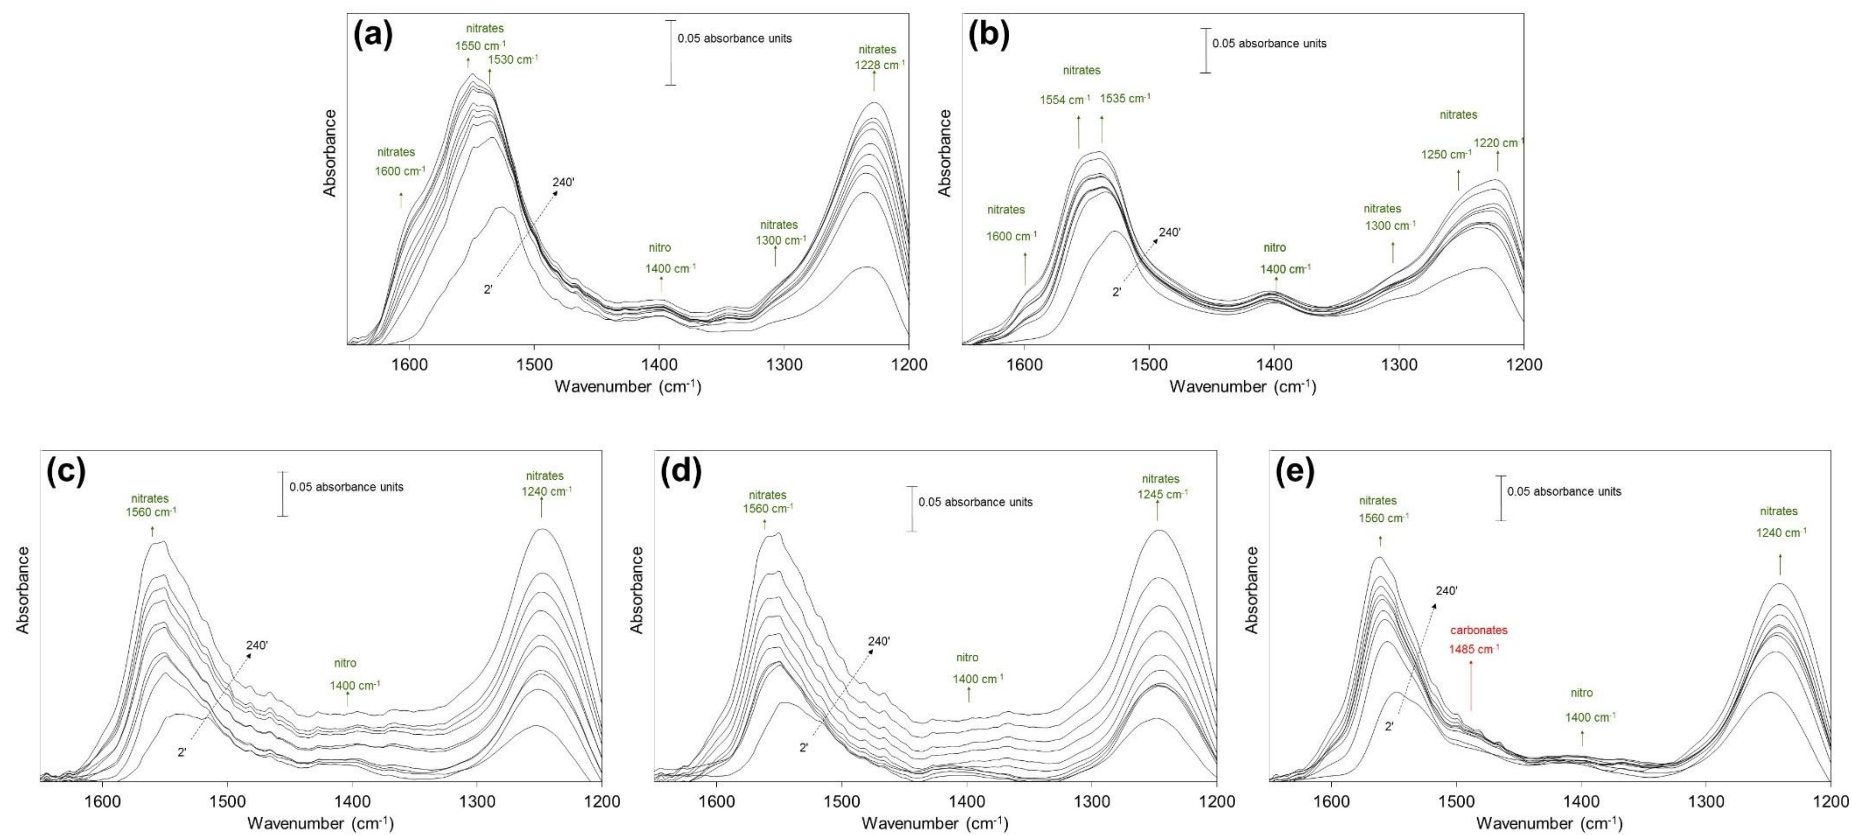 (a)
nitrates
1550 cm-1
1530 cm-1
0.05 absorbance units
nitrates
1228 cm-1
nitrates
1600 cm-1
240'
2'
nitro
1400 cm-1
nitrates
1300 cm-1
Absorbance
1600 1500 1400 1300 1200
Wavenumber (cm-1)
(b)
0.05 absorbance units
nitrates
1554 cm-1 1535 cm-1
nitrates
1250 cm-1 1220 cm-1
nitrates
1600 cm-1
240'
2'
nitro
1400 cm-1
nitrates
1300 cm-1
Absorbance
1600 1500 1400 1300 1200
Wavenumber (cm-1)
(c)
nitrates
1560 cm-1
0.05 absorbance units
nitrates
1240 cm-1
240'
2'
nitro
1400 cm-1
Absorbance
1600 1500 1400 1300 1200
Wavenumber (cm-1)
(d)
nitrates
1560 cm-1
0.05 absorbance units
nitrates
1245 cm-1
240'
2'
nitro
1400 cm-1
Absorbance
1600 1500 1400 1300 1200
Wavenumber (cm-1)
(e)
nitrates
1560 cm-1
0.05 absorbance units
nitrates
1240 cm-1
240'
2'
carbonates
1485 cm-1
nitro
1400 cm-1
Absorbance
1600 1500 1400 1300 1200
Wavenumber (cm-1)